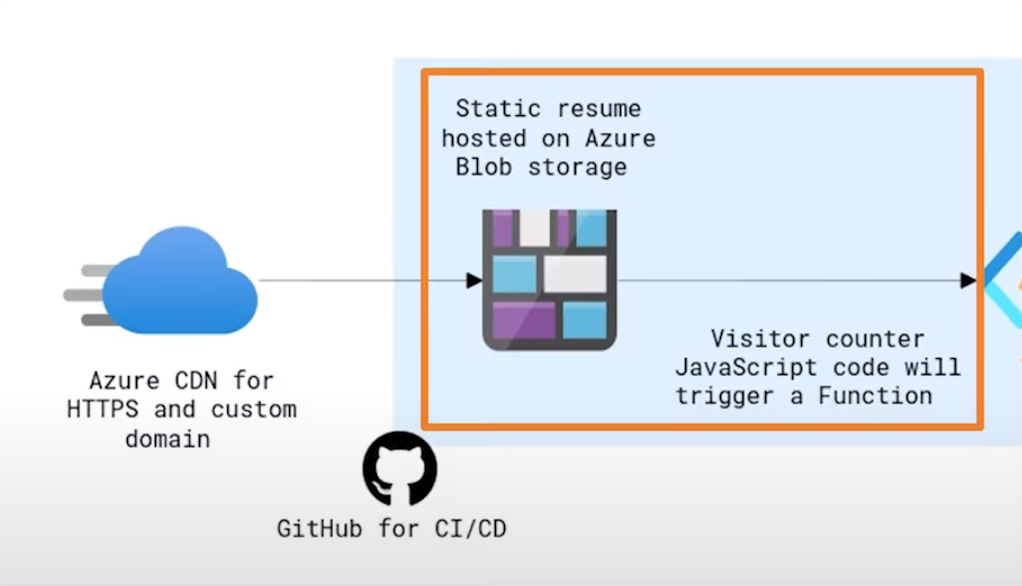 Static resume
hosted on Azure
Blob storage
Visitor counter
JavaScript code will
trigger a Function
Azure CDN for
HTTPS and custom
domain
GitHub for CI/CD